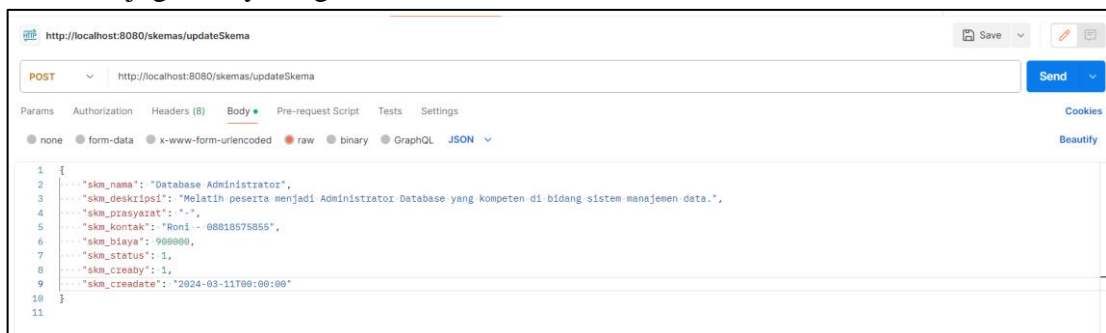 http://localhost:8080/skemas/updateSkema
Save
POST http://localhost:8080/skemas/updateSkema Send
Params Authorization Headers (8) Body Pre-request Script Tests Settings Cookies
none form-data x-www-form-urlencoded raw binary GraphQL JSON Beautify
1 {
2 "skm_nama": "Database Administrator",
3 "skm_deskripsi": "Melatih peserta menjadi Administrator Database yang kompeten di bidang sistem manajemen data.",
4 "skm_prasyarat": "-",
5 "skm_kontak": "Roni - 08818575855",
6 "skm_biaya": 900000,
7 "skm_status": 1,
8 "skm_creaby": 1,
9 "skm_creadate": "2024-03-11T00:00:00"
10 }
11